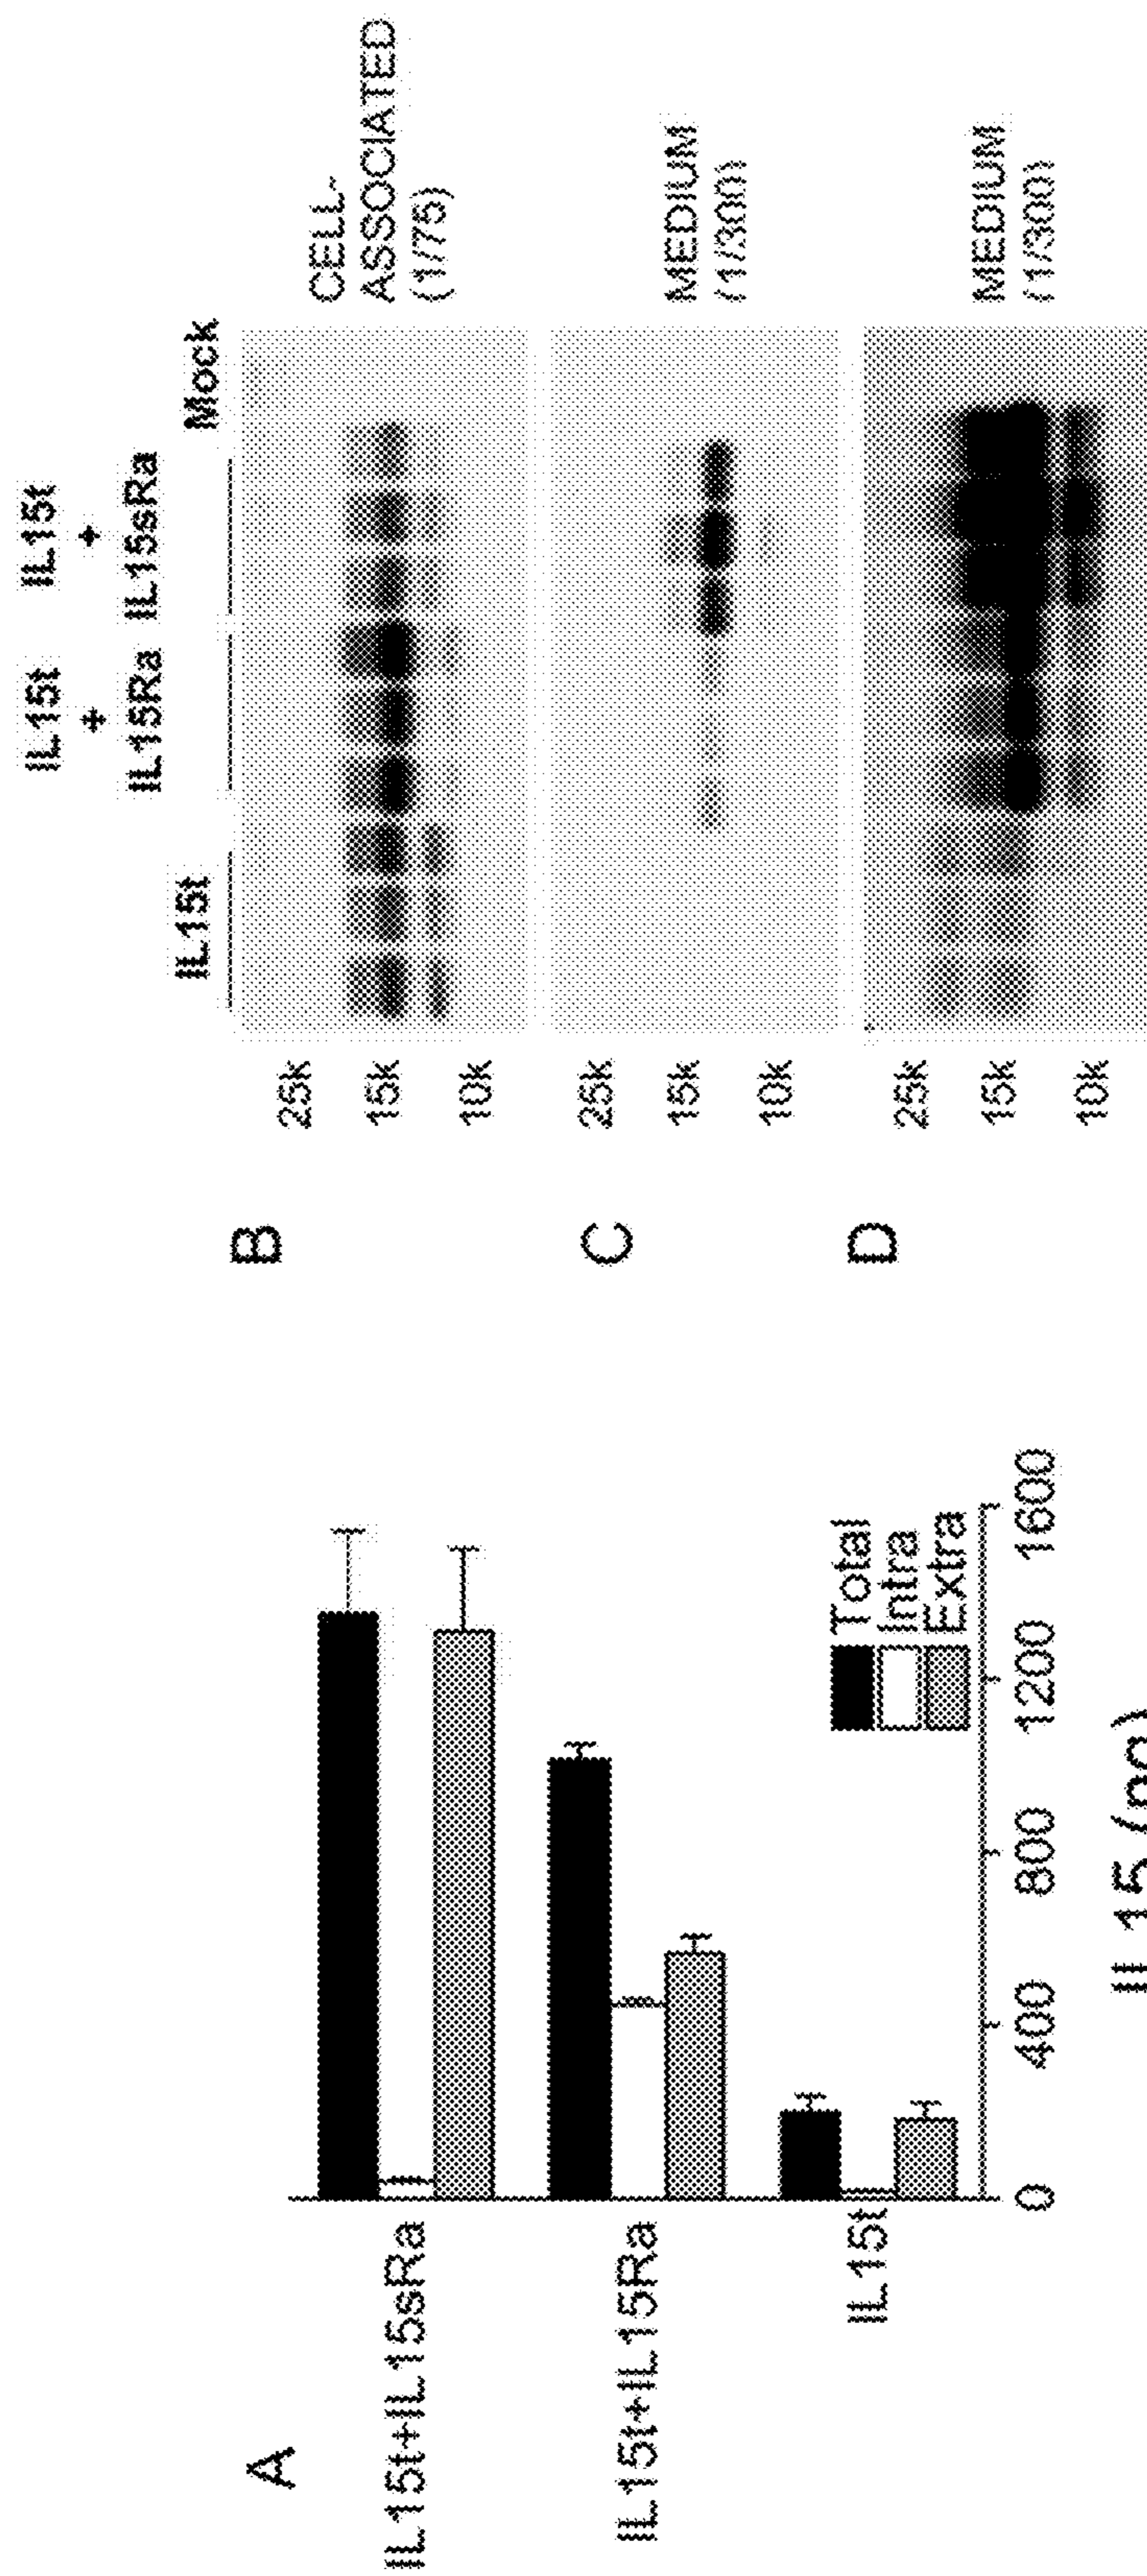 A
IL15t+IL15sRa
IL15t+IL15Ra
IL15t
Total
Intra
Extra
0 400 800 1200 1600
IL15 (ng)
IL15t
IL15t
+
IL15Ra
IL15t
+
IL15sRa
Mock
B
25k
15k
10k
CELL-
ASSOCIATED
(1/75)
C
25k
15k
10k
MEDIUM
(1/300)
D
25k
15k
10k
MEDIUM
(1/300)